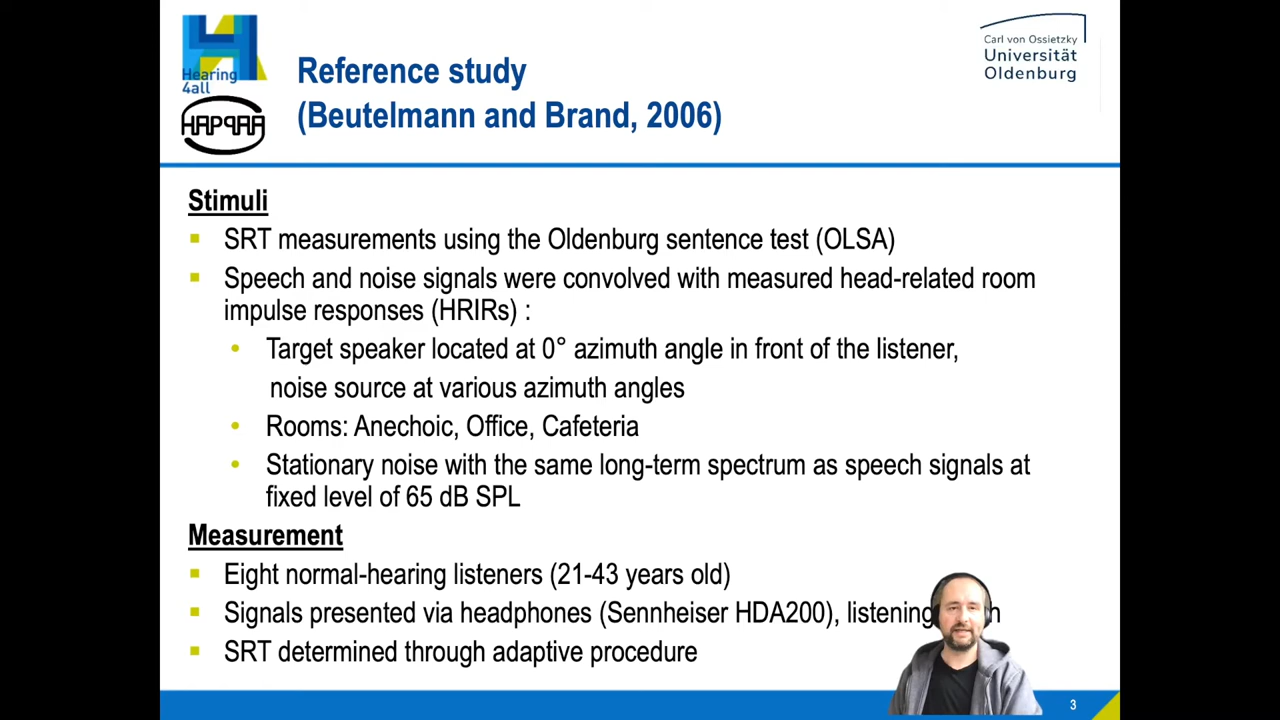 Hearing
4all
HAPPAA
Carl von Ossietzky
Universität
Oldenburg
Reference study
(Beutelmann and Brand, 2006)
Stimuli
SRT measurements using the Oldenburg sentence test (OLSA)
Speech and noise signals were convolved with measured head-related room
impulse responses (HRIRs) :
Target speaker located at 0° azimuth angle in front of the listener,
noise source at various azimuth angles
Rooms: Anechoic, Office, Cafeteria
Stationary noise with the same long-term spectrum as speech signals at
fixed level of 65 dB SPL
Measurement
Eight normal-hearing listeners (21-43 years old)
Signals presented via headphones (Sennheiser HDA200), listening
SRT determined through adaptive procedure
3